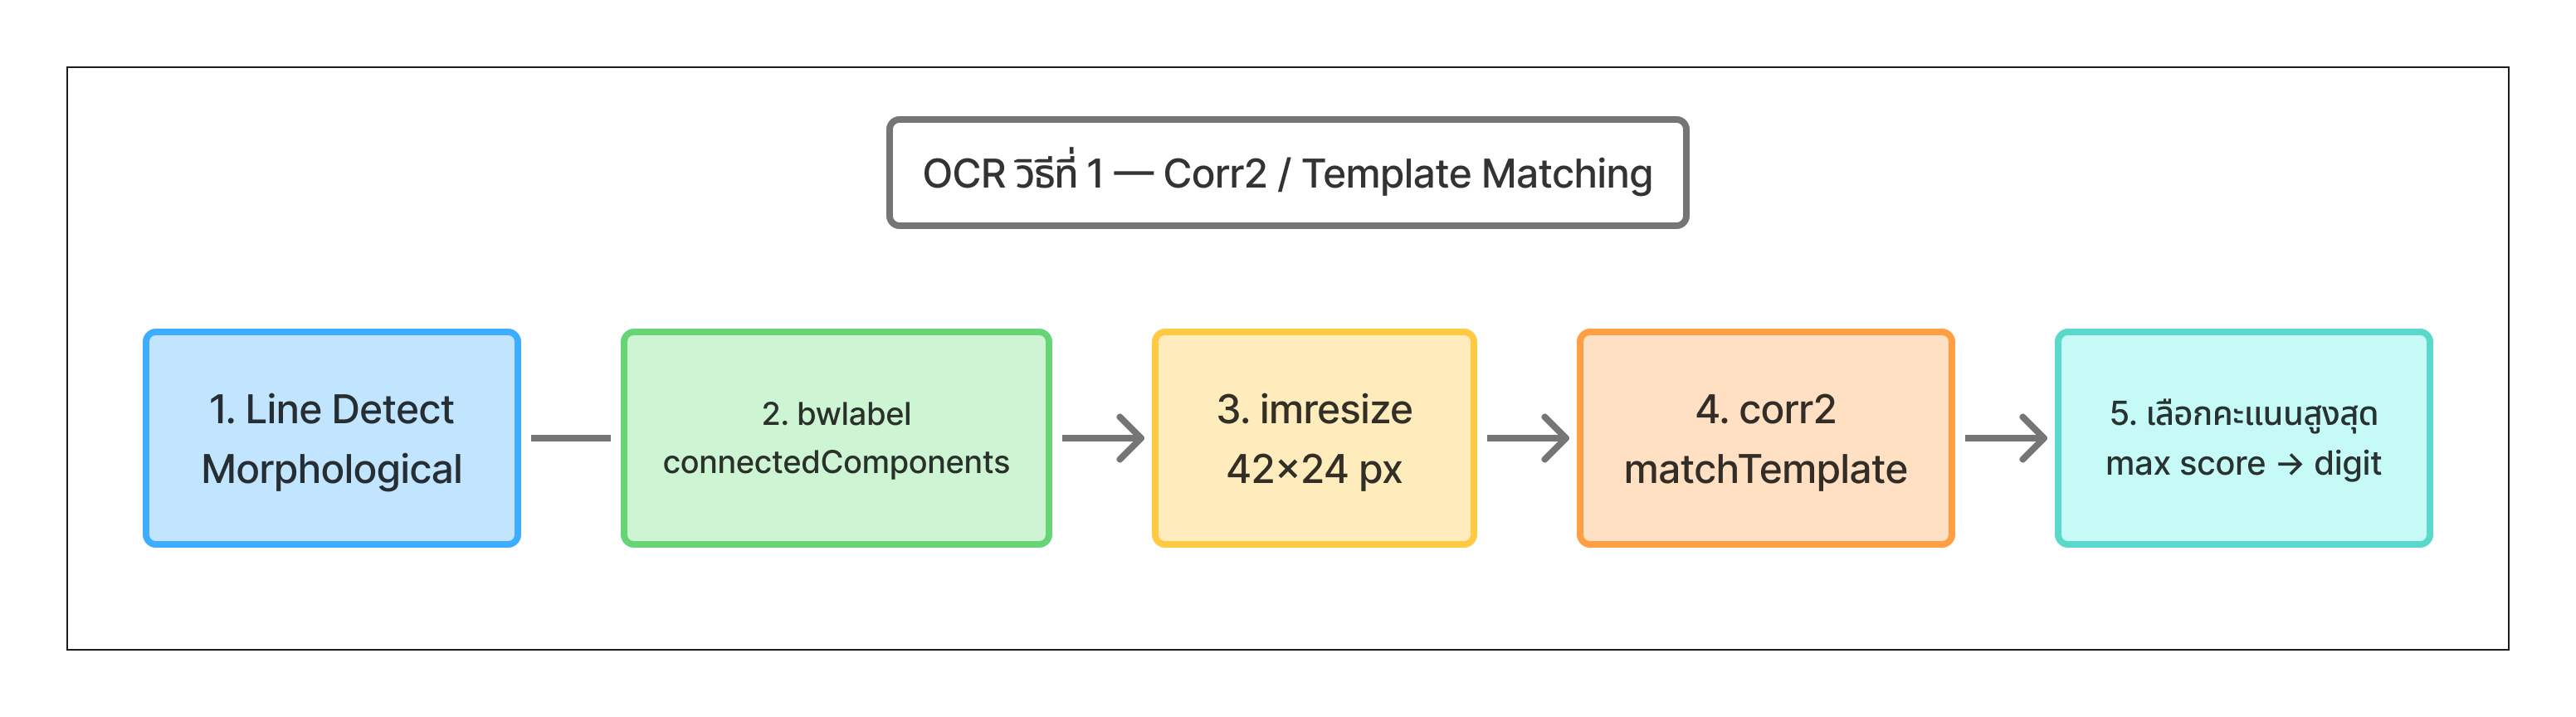 OCR วิธีที่ 1 — Corr2 / Template Matching
1. Line Detect
Morphological
2. bwlabel
connectedComponents
3. imresize
42×24 px
4. corr2
matchTemplate
5. เลือกคะแนนสูงสุด
max score → digit